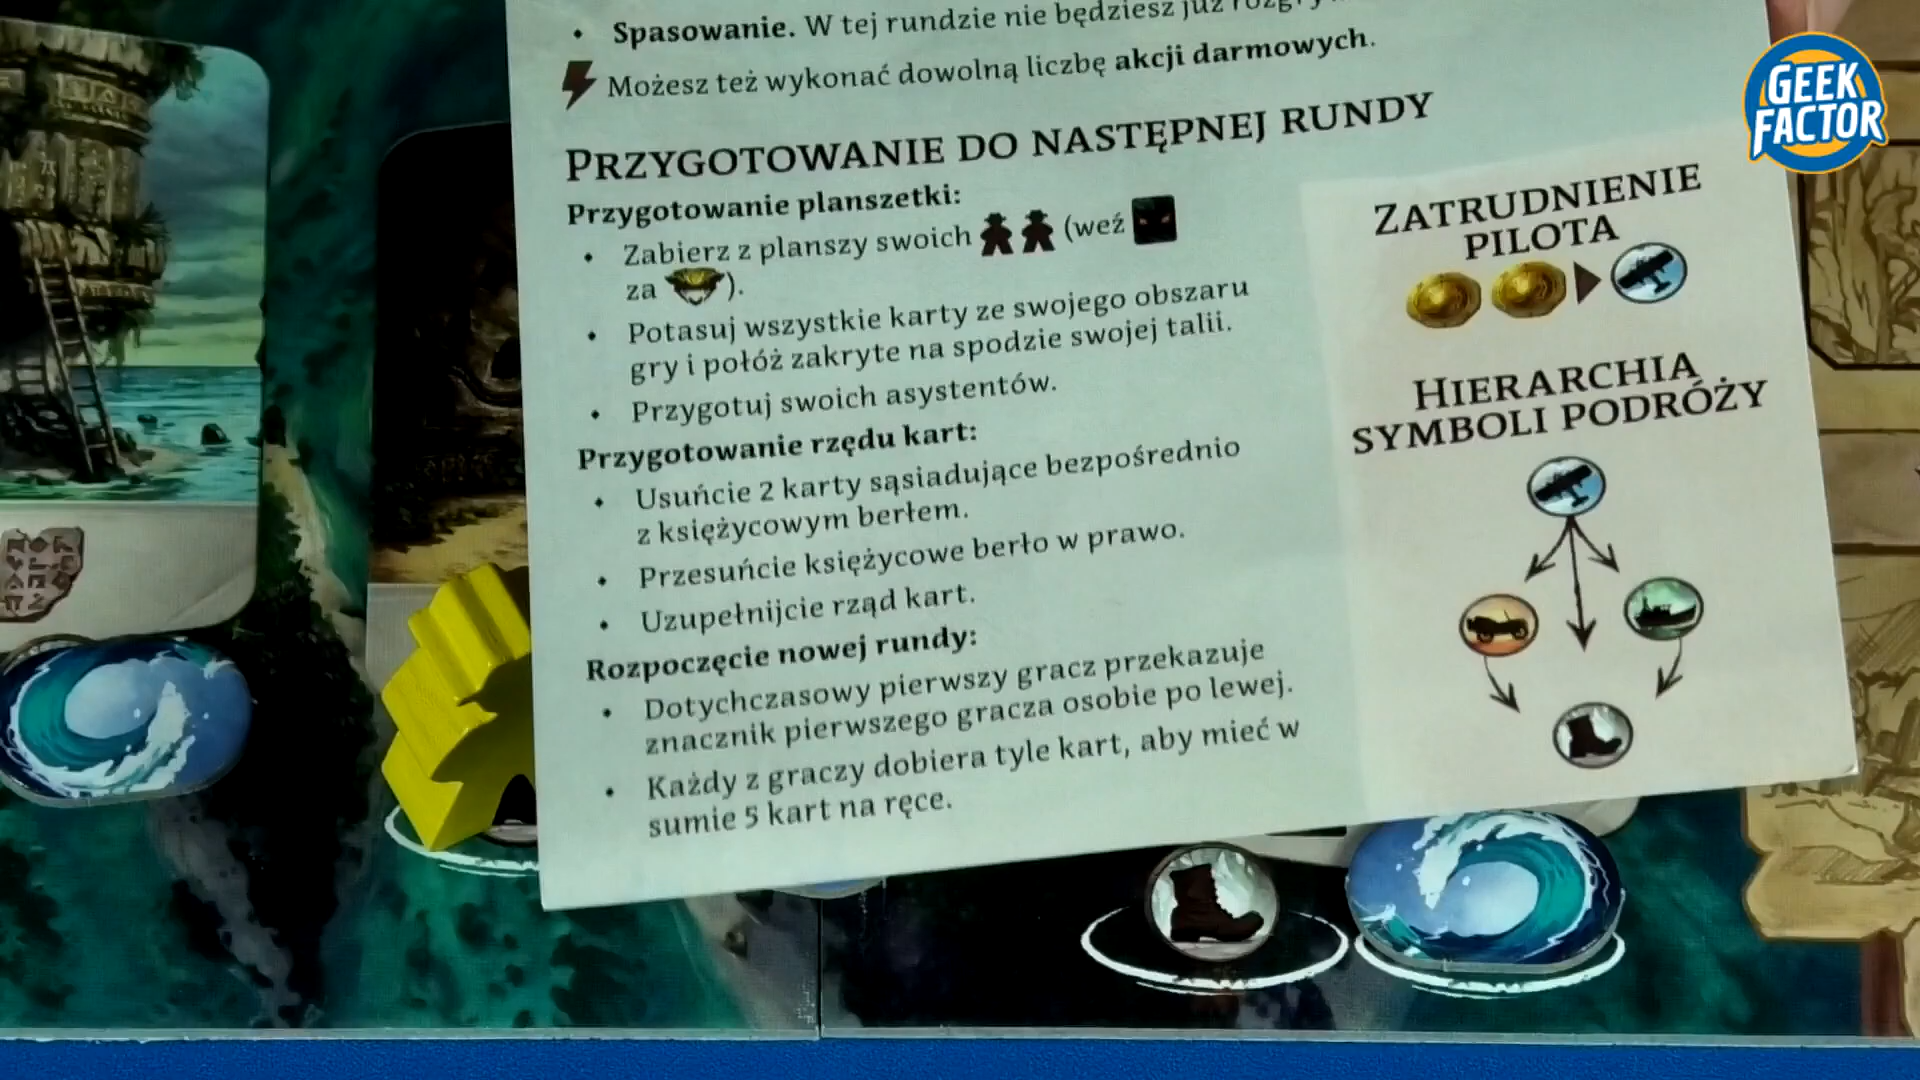 • Spasowanie. W tej rundzie nie będziesz już
Możesz też wykonać dowolną liczbę akcji darmowych.
PRZYGOTOWANIE DO NASTĘPNEJ RUNDY
Przygotowanie planszetki:
• Zabierz z planszy swoich (weź
za ).
• Potasuj wszystkie karty ze swojego obszaru
gry i połóż zakryte na spodzie swojej talii.
• Przygotuj swoich asystentów.
Przygotowanie rzędu kart:
• Usuńcie 2 karty sąsiadujące bezpośrednio
z księżycowym berłem.
• Przesuńcie księżycowe berło w prawo.
• Uzupełnijcie rząd kart.
Rozpoczęcie nowej rundy:
• Dotychczasowy pierwszy gracz przekazuje
znacznik pierwszego gracza osobie po lewej.
• Każdy z graczy dobiera tyle kart, aby mieć w
sumie 5 kart na ręce.
ZATRUDNIENIE
PILOTA
HIERARCHIA
SYMBOLI PODRÓŻY
GEEK
FACTOR